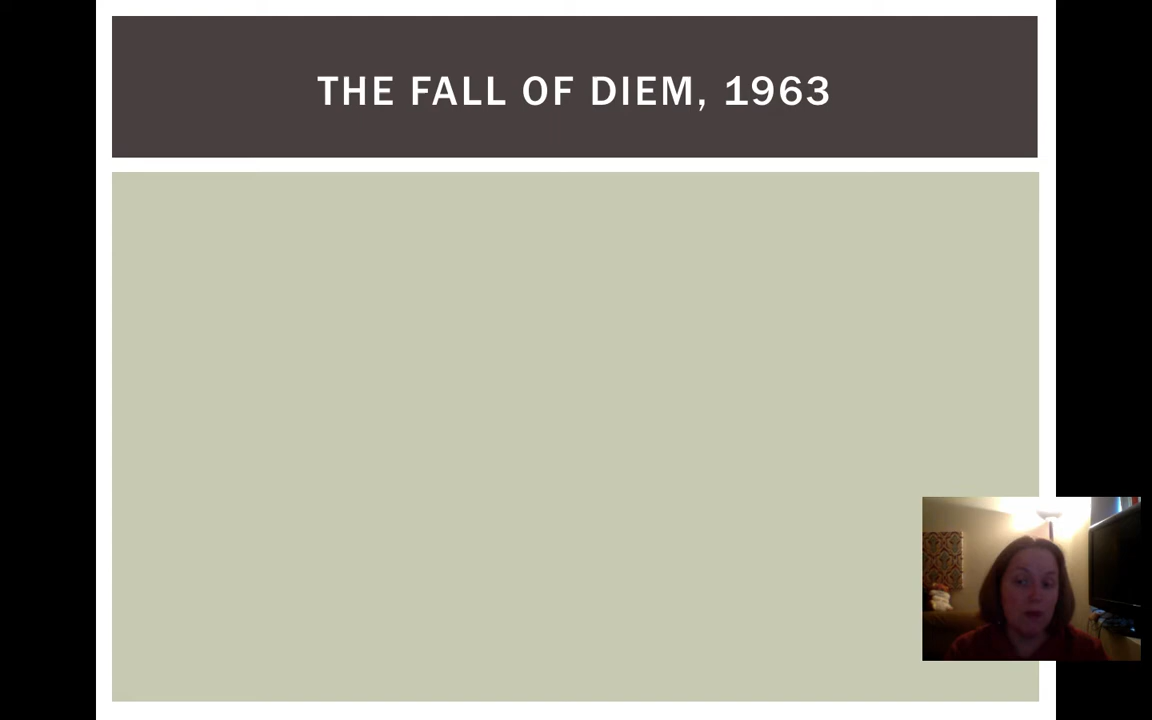 THE FALL OF DIEM, 1963